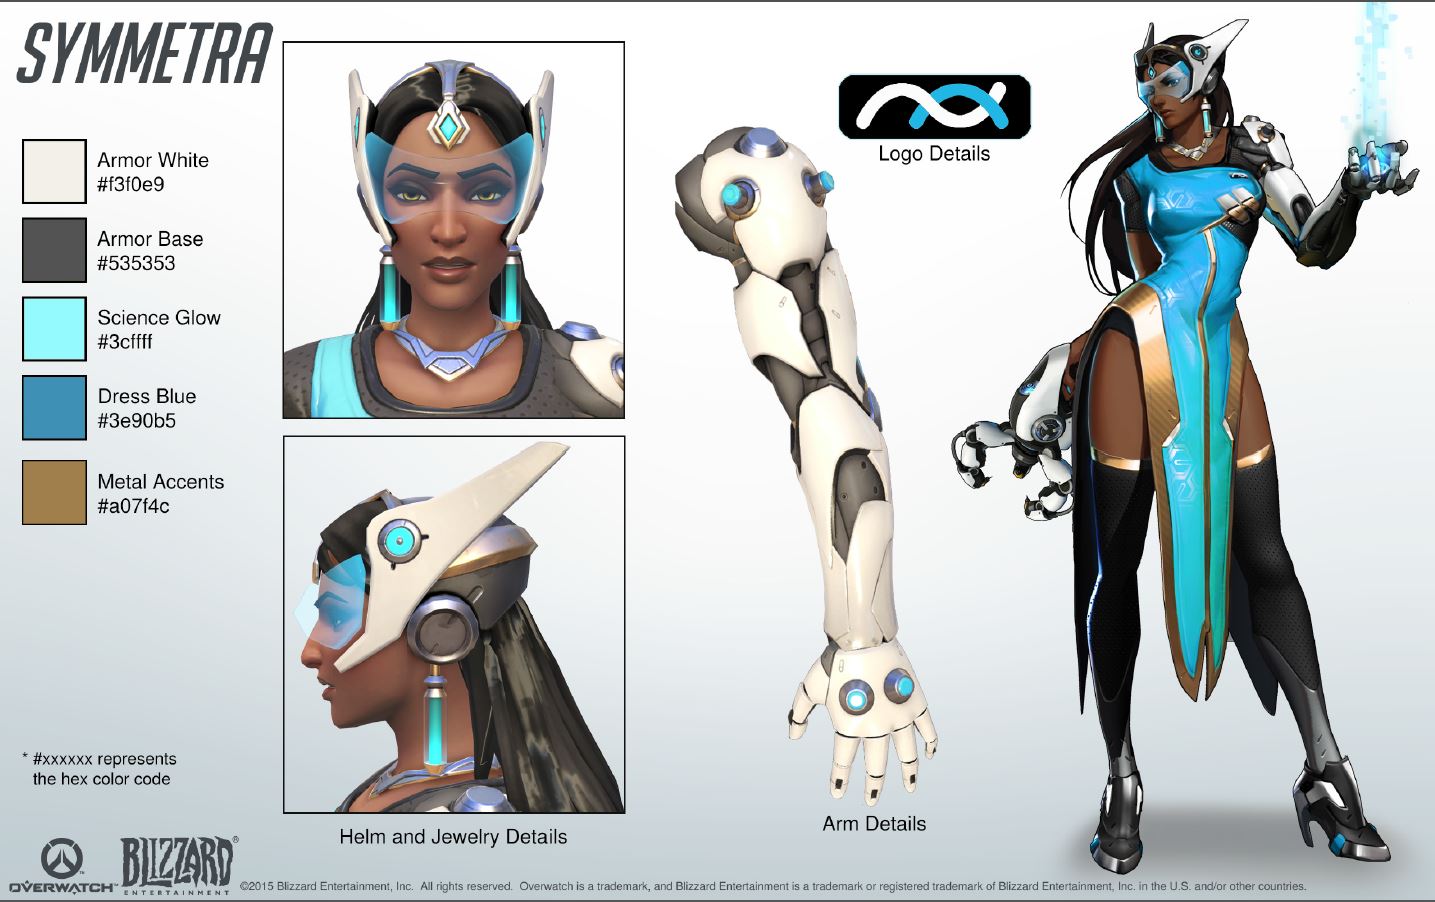 SYMMETRA
Armor White
#f3f0e9
Armor Base
#535353
Science Glow
#3cffff
Dress Blue
#3e90b5
Metal Accents
#a07f4c
* #xxxxxx represents
the hex color code
Helm and Jewelry Details
Logo Details
Arm Details
OVERWATCH™
BLIZZARD®
ENTERTAINMENT
©2015 Blizzard Entertainment, Inc. All rights reserved. Overwatch is a trademark, and Blizzard Entertainment is a trademark or registered trademark of Blizzard Entertainment, Inc. in the U.S. and/or other countries.